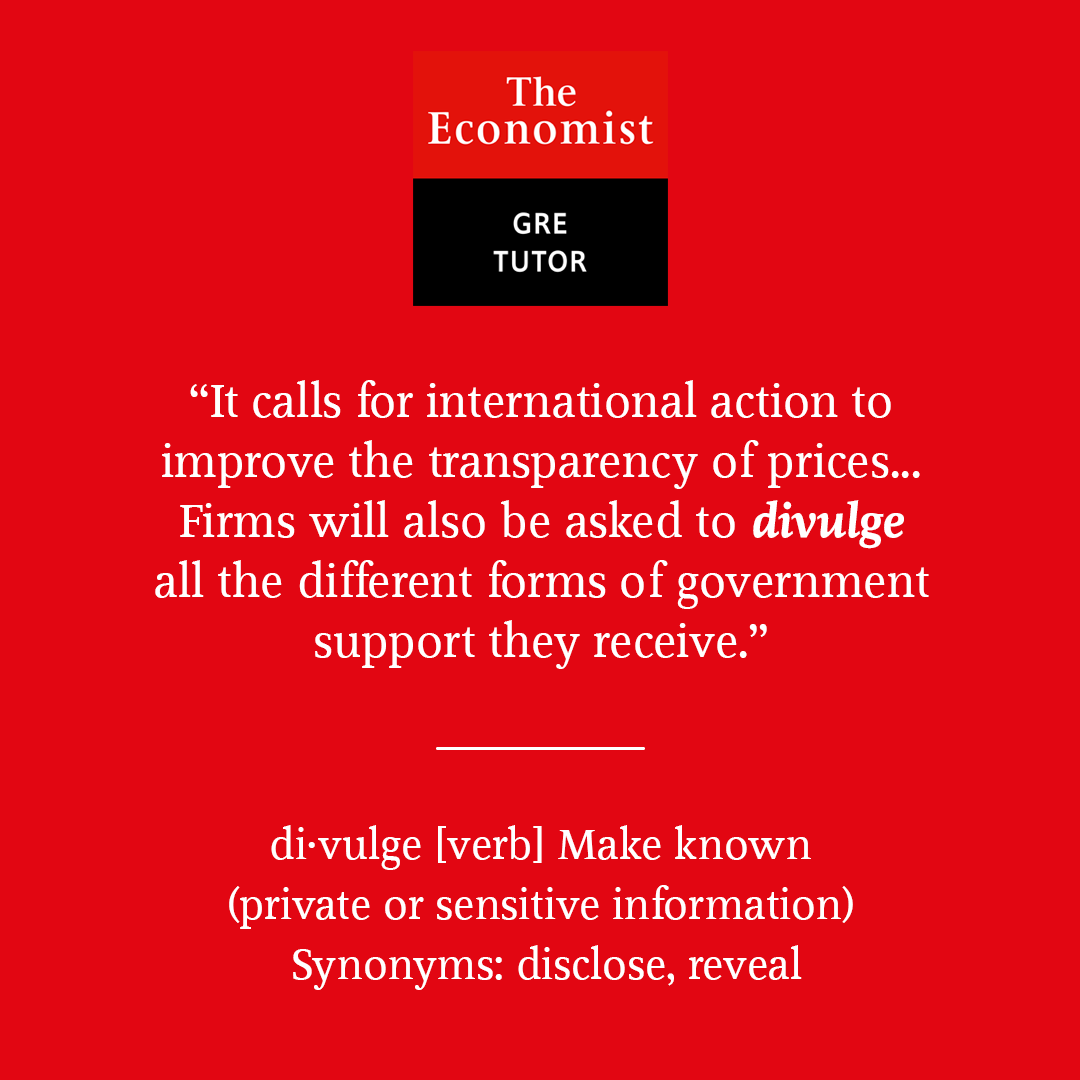 The
Economist
GRE
TUTOR
“It calls for international action to
improve the transparency of prices...
Firms will also be asked to divulge
all the different forms of government
support they receive.”
di·vulge [verb] Make known
(private or sensitive information)
Synonyms: disclose, reveal